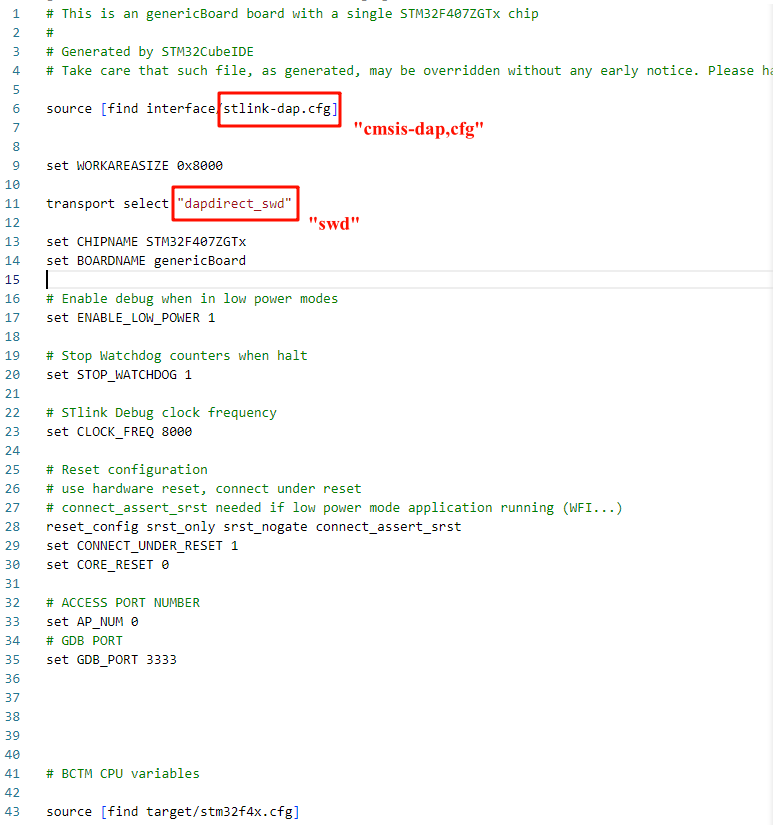 1 # This is an genericBoard board with a single STM32F407ZGTx chip
2 #
3 # Generated by STM32CubeIDE
4 # Take care that such file, as generated, may be overridden without any early notice. Please ha
5
6 source [find interface/stlink-dap.cfg]
7 "cmsis-dap,cfg"
8
9 set WORKAREASIZE 0x8000
10
11 transport select "dapdirect_swd"
12 "swd"
13 set CHIPNAME STM32F407ZGTx
14 set BOARDNAME genericBoard
15
16 # Enable debug when in low power modes
17 set ENABLE_LOW_POWER 1
18
19 # Stop Watchdog counters when halt
20 set STOP_WATCHDOG 1
21
22 # STlink Debug clock frequency
23 set CLOCK_FREQ 8000
24
25 # Reset configuration
26 # use hardware reset, connect under reset
27 # connect_assert_srst needed if low power mode application running (WFI...)
28 reset_config srst_only srst_nogate connect_assert_srst
29 set CONNECT_UNDER_RESET 1
30 set CORE_RESET 0
31
32 # ACCESS PORT NUMBER
33 set AP_NUM 0
34 # GDB PORT
35 set GDB_PORT 3333
36
37
38
39
40
41 # BCTM CPU variables
42
43 source [find target/stm32f4x.cfg]